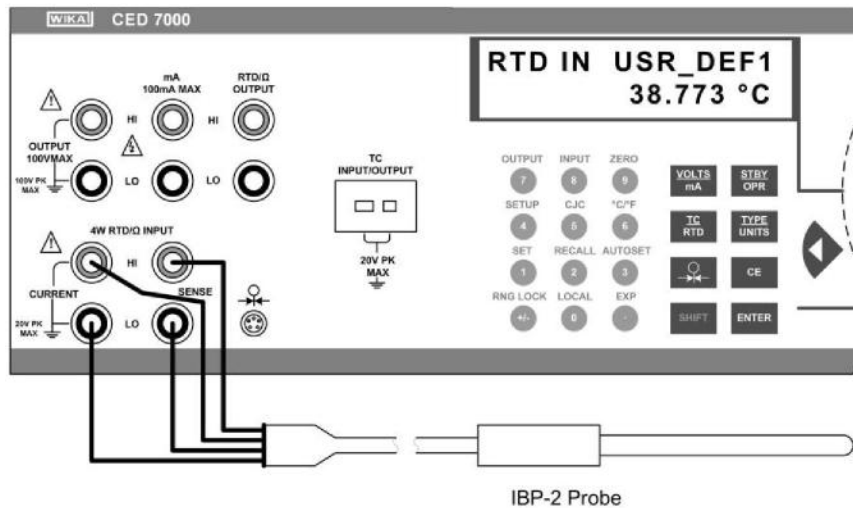 WIKA CED 7000
RTD IN USR_DEF1
38.773 °C
mA
100mA MAX
RTD/Ω
OUTPUT
HI
HI
OUTPUT
100VMAX
100V PK
MAX
LO
LO
TC
INPUT/OUTPUT
20V PK
MAX
4W RTD/Ω INPUT
HI
CURRENT
SENSE
20V PK
MAX
LO
OUTPUT INPUT ZERO
7 8 9
SETUP CJC °C/°F
4 5 6
SET RECALL AUTOSET
1 2 3
RNG LOCK LOCAL EXP
+/- 0 .
VOLTS
mA
STBY
OPR
TC
RTD
TYPE
UNITS
CE
SHIFT
ENTER
IBP-2 Probe